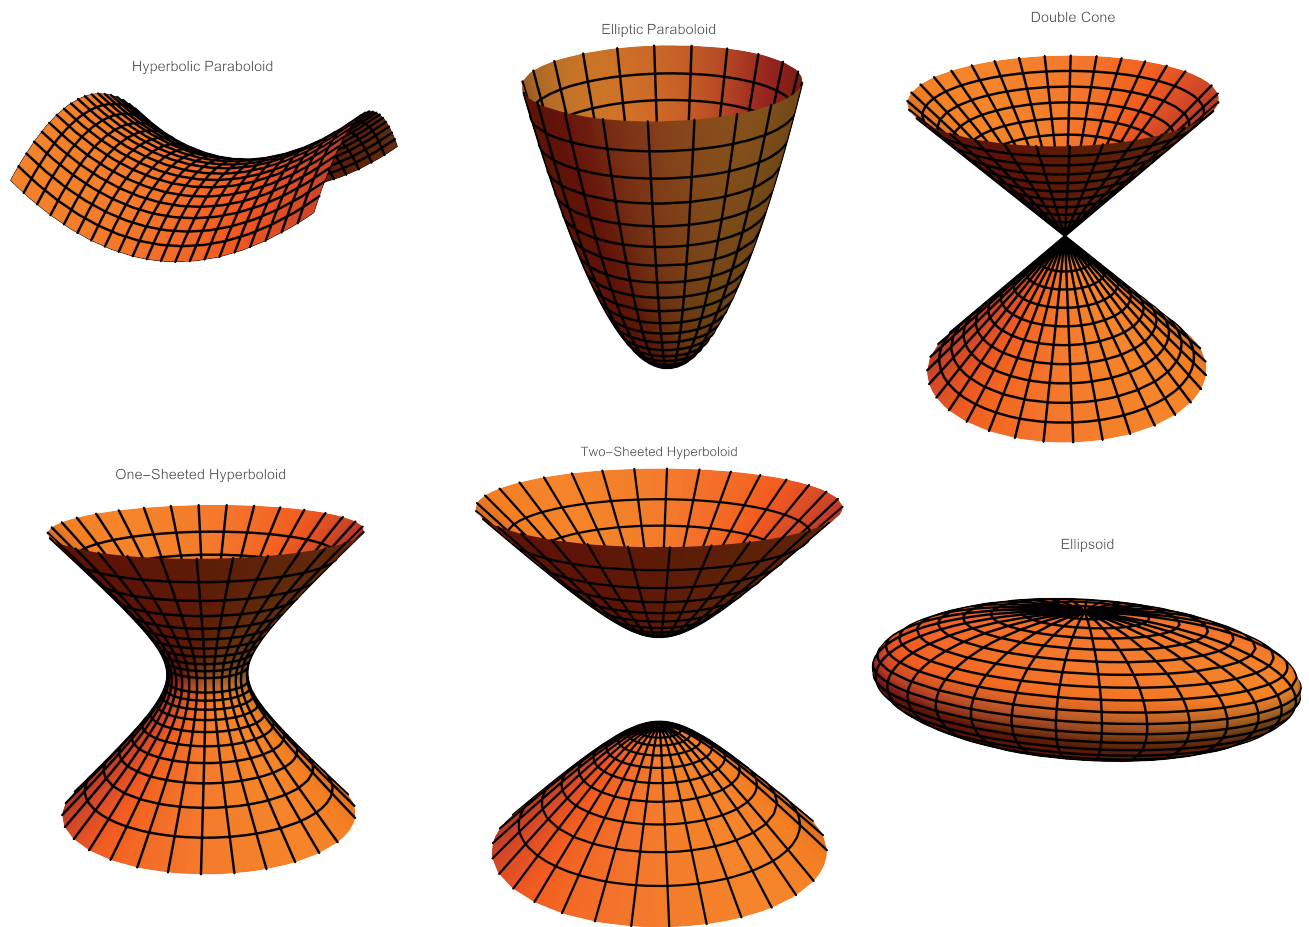 Hyperbolic Paraboloid
Elliptic Paraboloid
Double Cone
One–Sheeted Hyperboloid
Two–Sheeted Hyperboloid
Ellipsoid